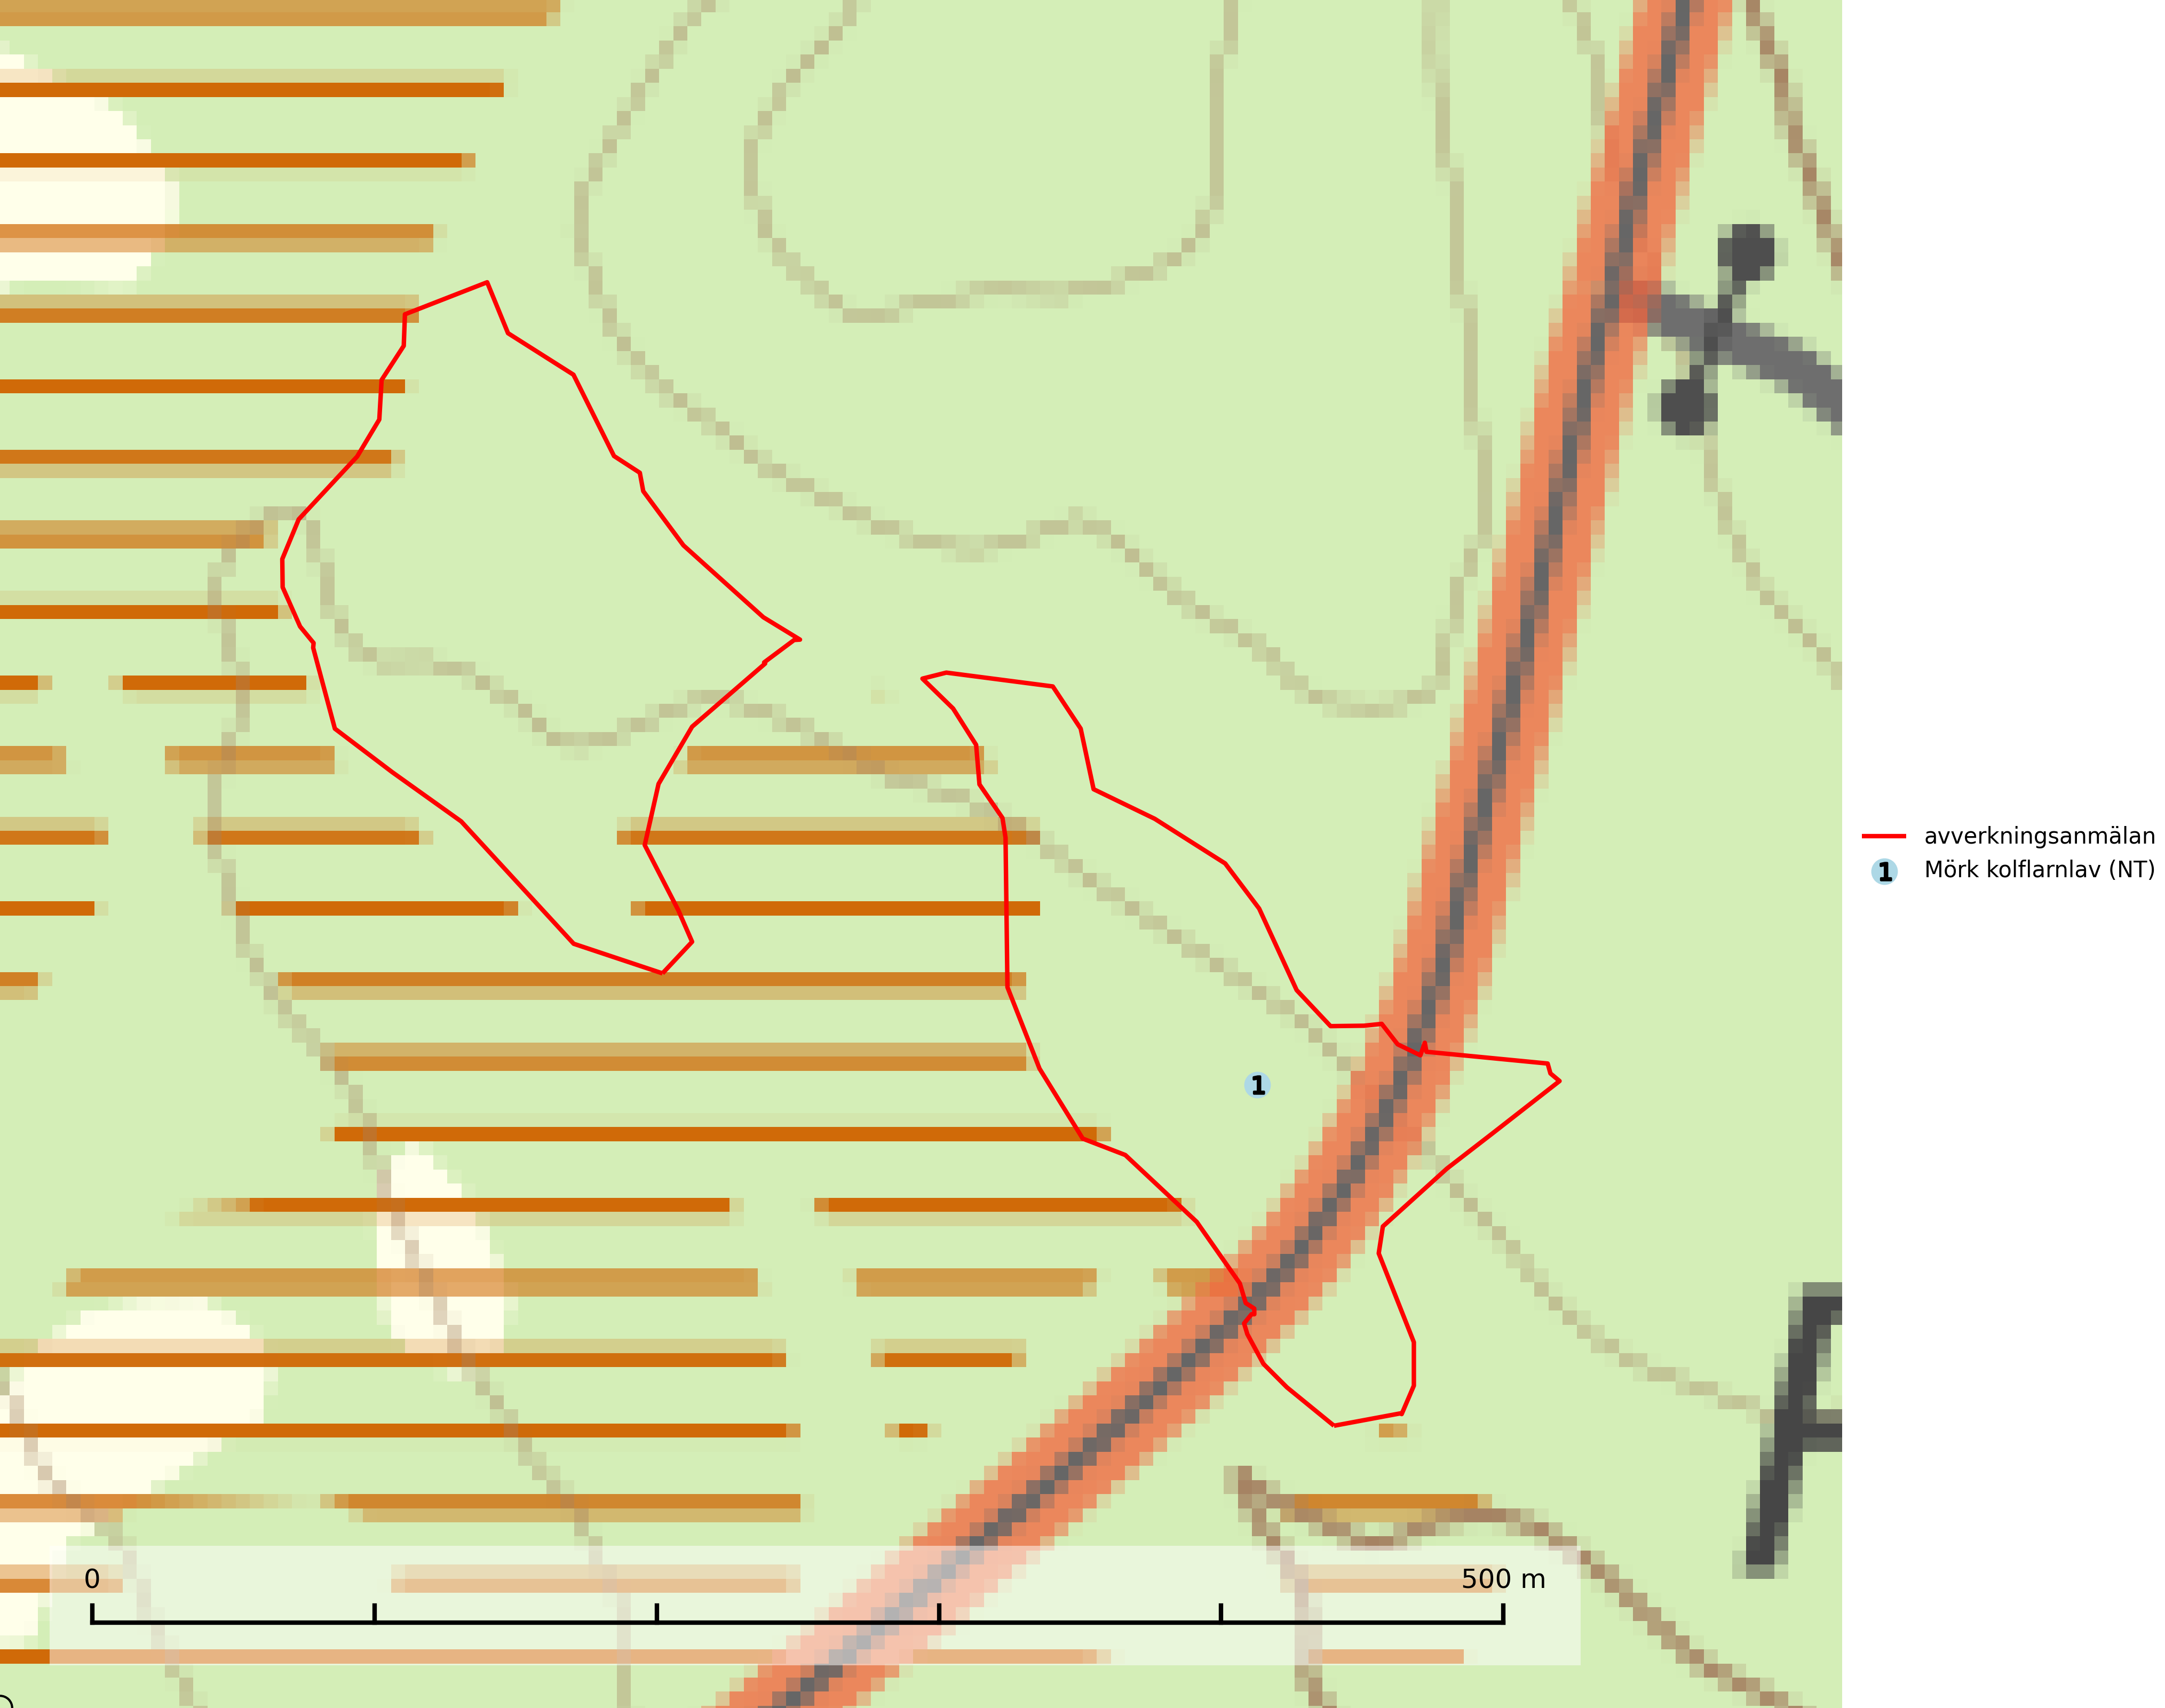 avverkningsanmälan
1 Mörk kolflarnlav (NT)
1
0 500 m